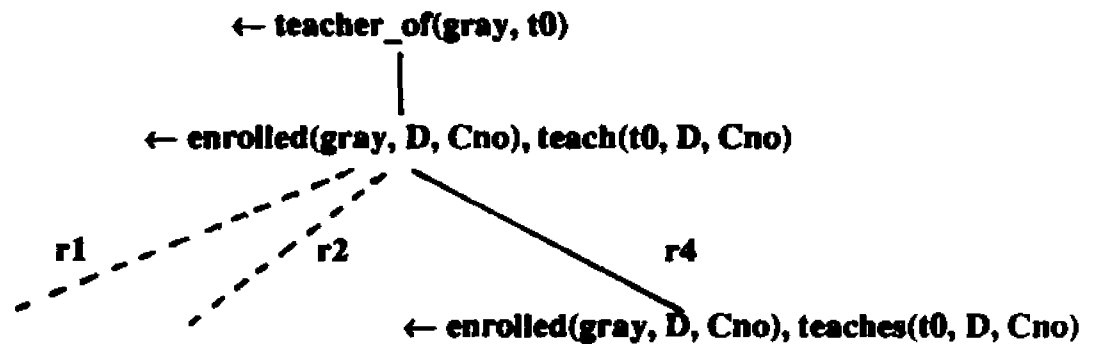 ← teacher_of(gray, t0)
← enrolled(gray, D, Cno), teach(t0, D, Cno)
r1 r2 r4
← enrolled(gray, D, Cno), teaches(t0, D, Cno)